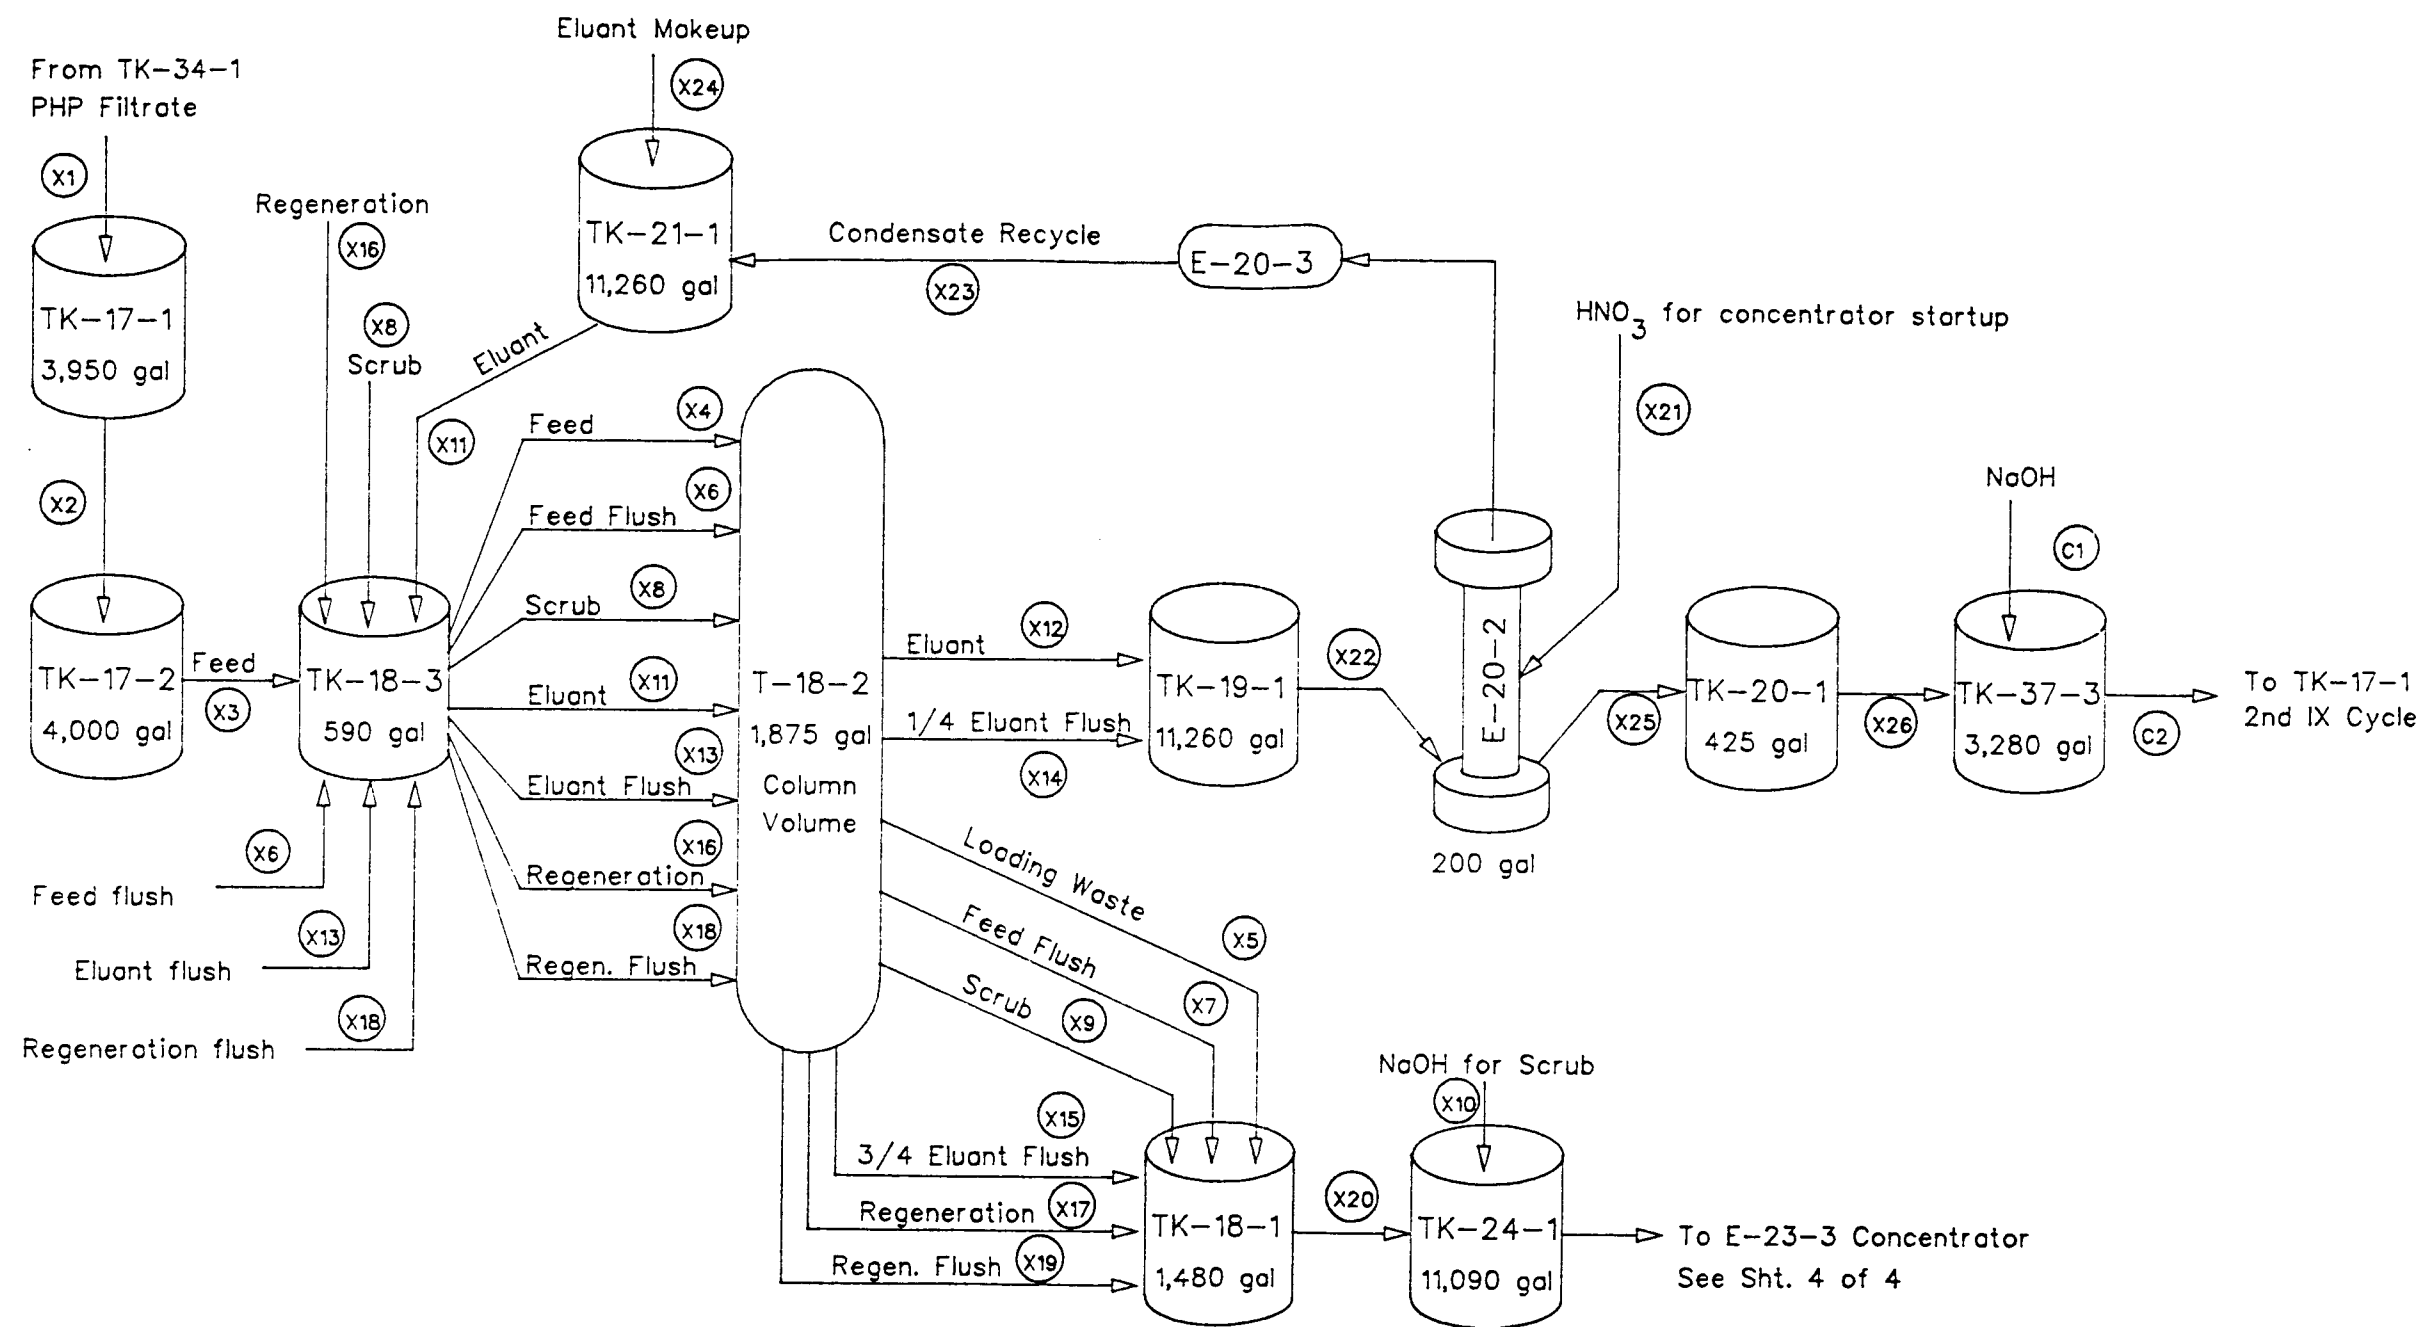 Eluant Makeup
From TK-34-1
PHP Filtrate
X24
X1
Regeneration
X16
TK-21-1
11,260 gal
Condensate Recycle
X23
E-20-3
HNO3 for concentrator startup
X21
TK-17-1
3,950 gal
X8
Scrub
Eluant
X11
X2
Feed
X4
Feed Flush
X6
Scrub
X8
Eluant
X11
Eluant Flush
X13
Regeneration
X16
Regen. Flush
X18
TK-17-2
4,000 gal
Feed
X3
TK-18-3
590 gal
X6
Feed flush
X13
Eluant flush
X18
Regeneration flush
T-18-2
1,875 gal
Column
Volume
Eluant
X12
1/4 Eluant Flush
X14
TK-19-1
11,260 gal
X22
E-20-2
200 gal
X25
TK-20-1
425 gal
X26
NaOH
C1
TK-37-3
3,280 gal
C2
To TK-17-1
2nd IX Cycle
Loading Waste
X5
Feed Flush
X7
Scrub
X9
3/4 Eluant Flush
X15
Regeneration
X17
Regen. Flush
X19
TK-18-1
1,480 gal
X20
NaOH for Scrub
X10
TK-24-1
11,090 gal
To E-23-3 Concentrator
See Sht. 4 of 4